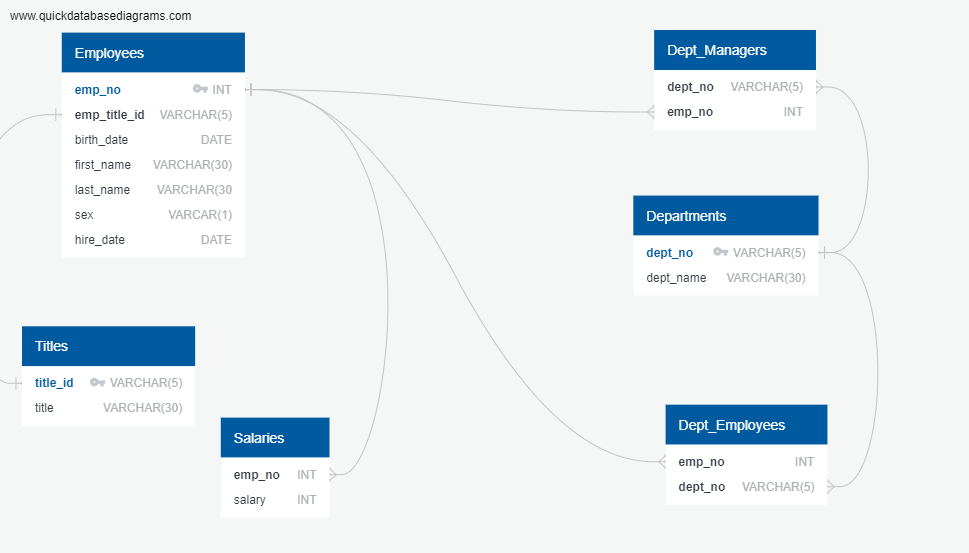 www.quickdatabasediagrams.com
Employees
emp_no INT
emp_title_id VARCHAR(5)
birth_date DATE
first_name VARCHAR(30)
last_name VARCHAR(30
sex VARCAR(1)
hire_date DATE
Titles
title_id VARCHAR(5)
title VARCHAR(30)
Salaries
emp_no INT
salary INT
Dept_Managers
dept_no VARCHAR(5)
emp_no INT
Departments
dept_no VARCHAR(5)
dept_name VARCHAR(30)
Dept_Employees
emp_no INT
dept_no VARCHAR(5)